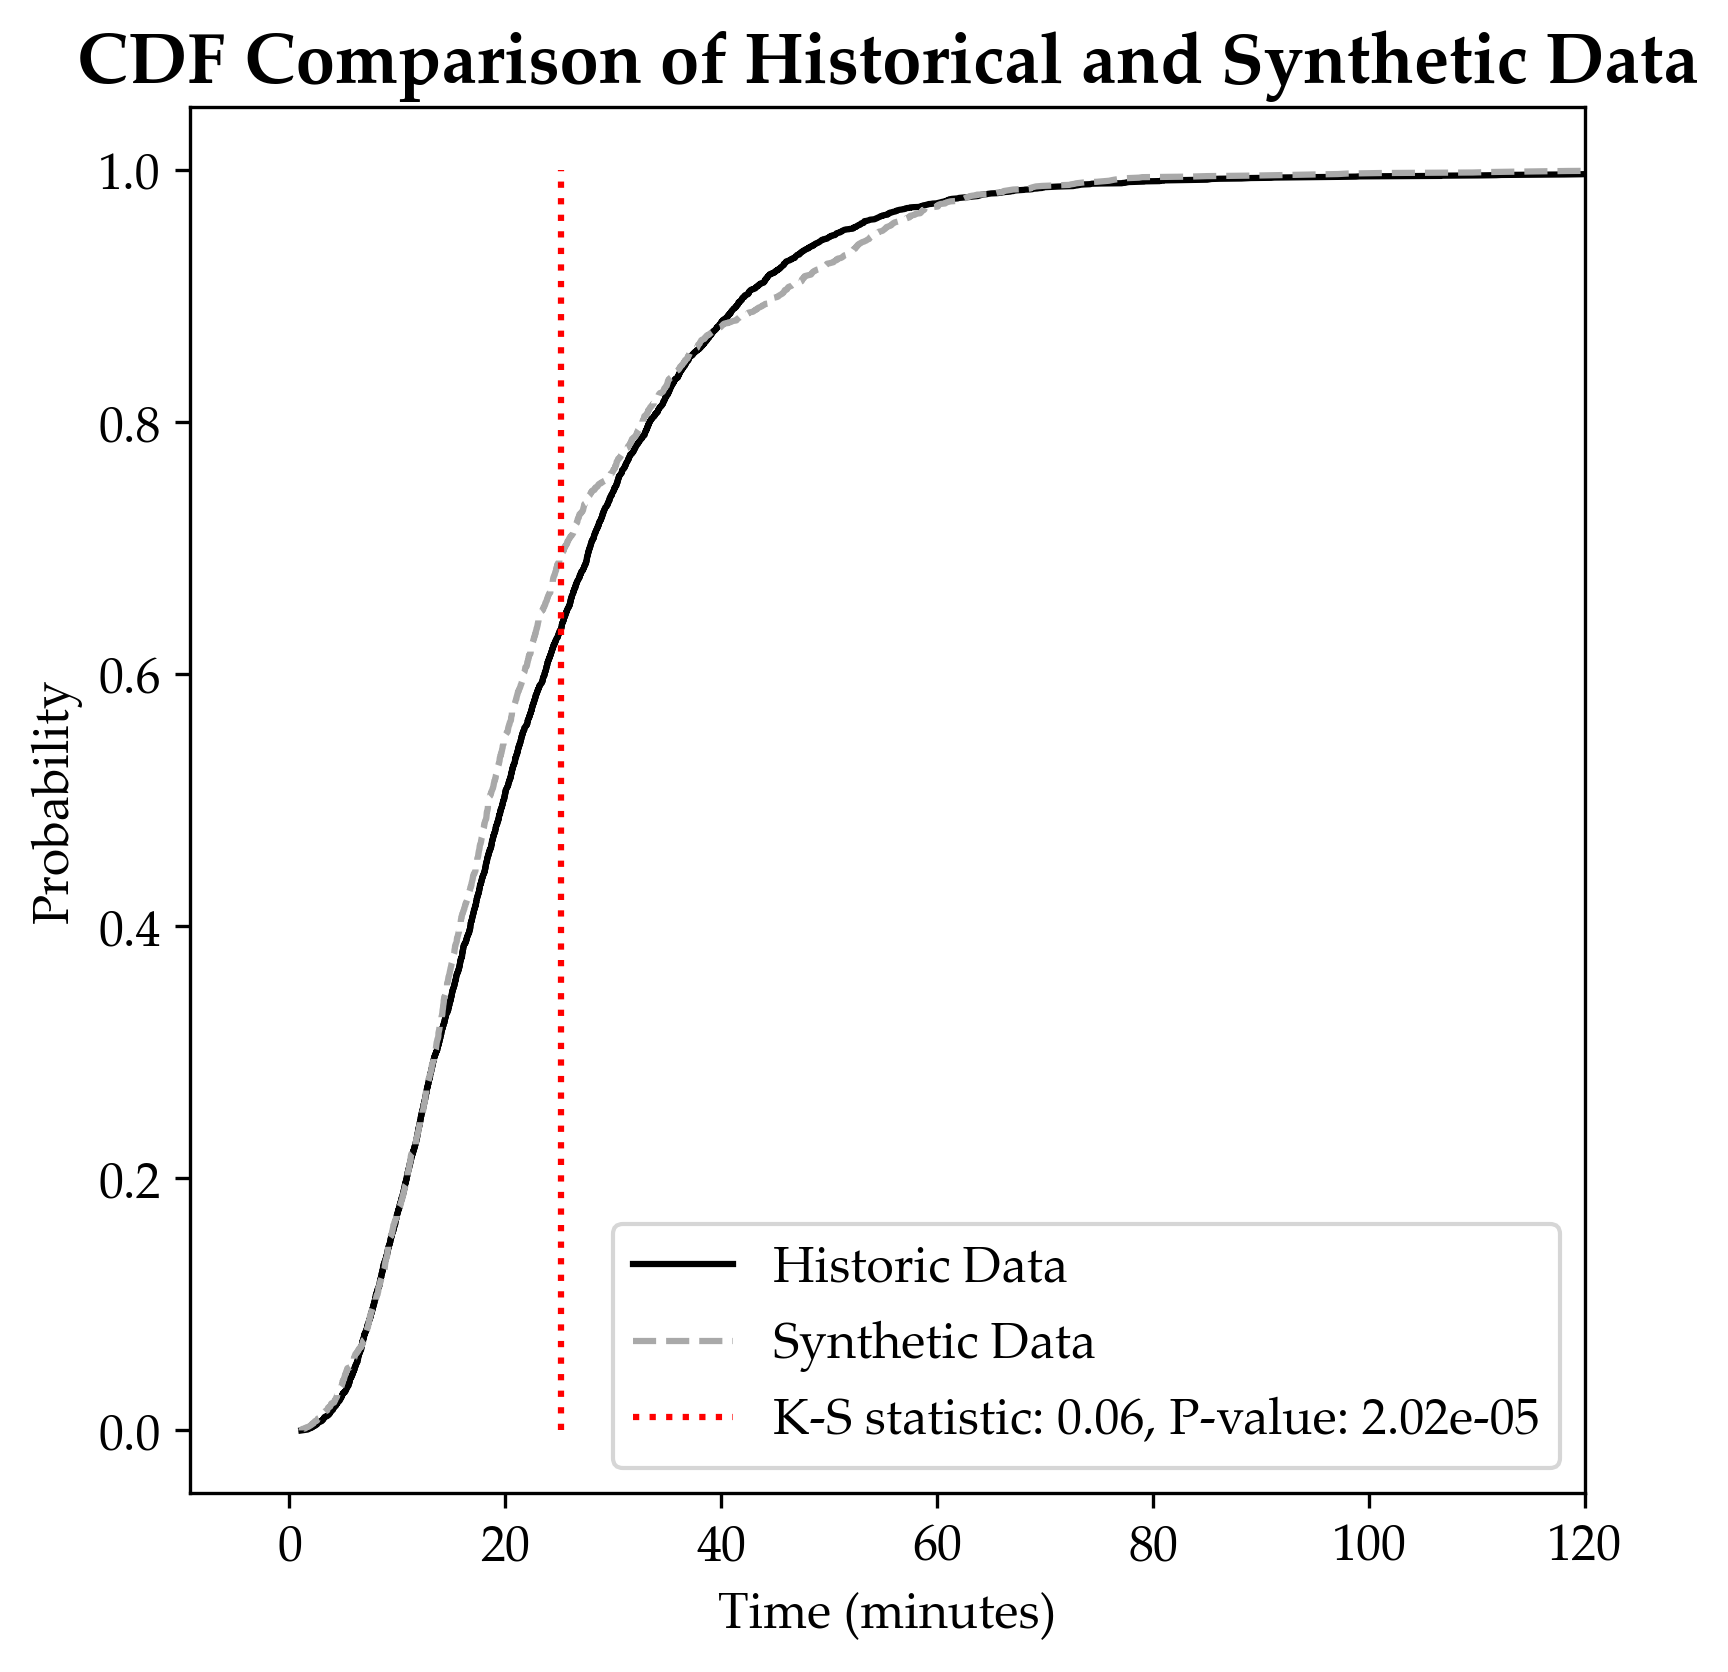 CDF Comparison of Historical and Synthetic Data
1.0
0.8
0.6
0.4
0.2
0.0
Probability
Historic Data
Synthetic Data
K-S statistic: 0.06, P-value: 2.02e-05
0 20 40 60 80 100 120
Time (minutes)